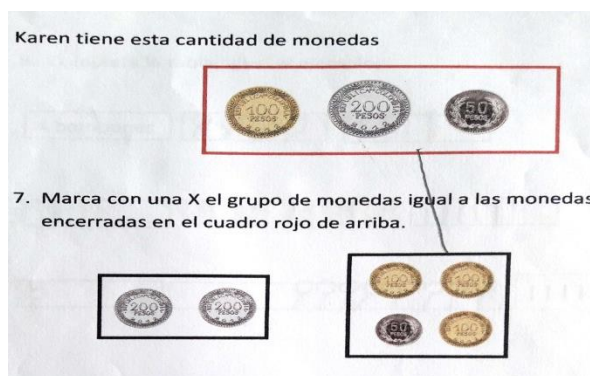 Karen tiene esta cantidad de monedas
100 PESOS 200 PESOS 50 PESOS
7. Marca con una X el grupo de monedas igual a las monedas
encerradas en el cuadro rojo de arriba.
100 PESOS 100 PESOS
200 PESOS 200 PESOS
50 PESOS 100 PESOS